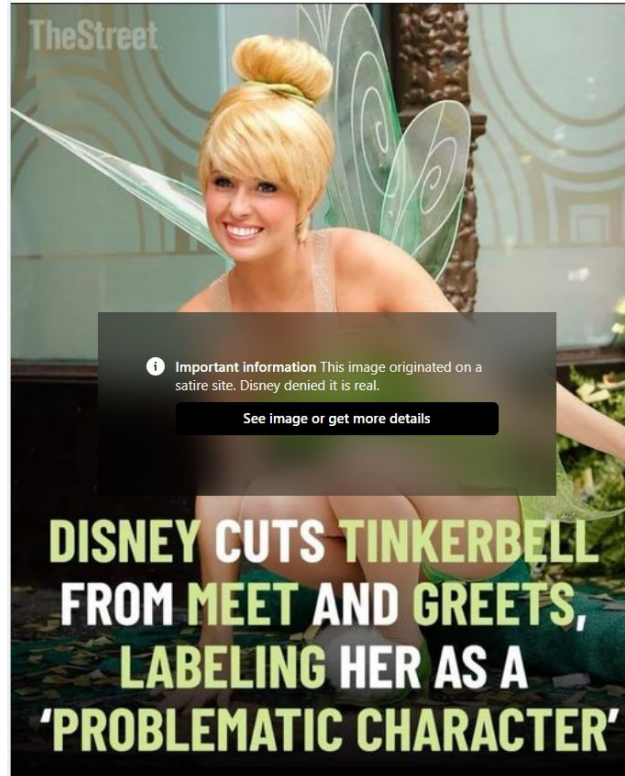 TheStreet
Important information This image originated on a
satire site. Disney denied it is real.
See image or get more details
DISNEY CUTS TINKERBELL
FROM MEET AND GREETS,
LABELING HER AS A
'PROBLEMATIC CHARACTER'